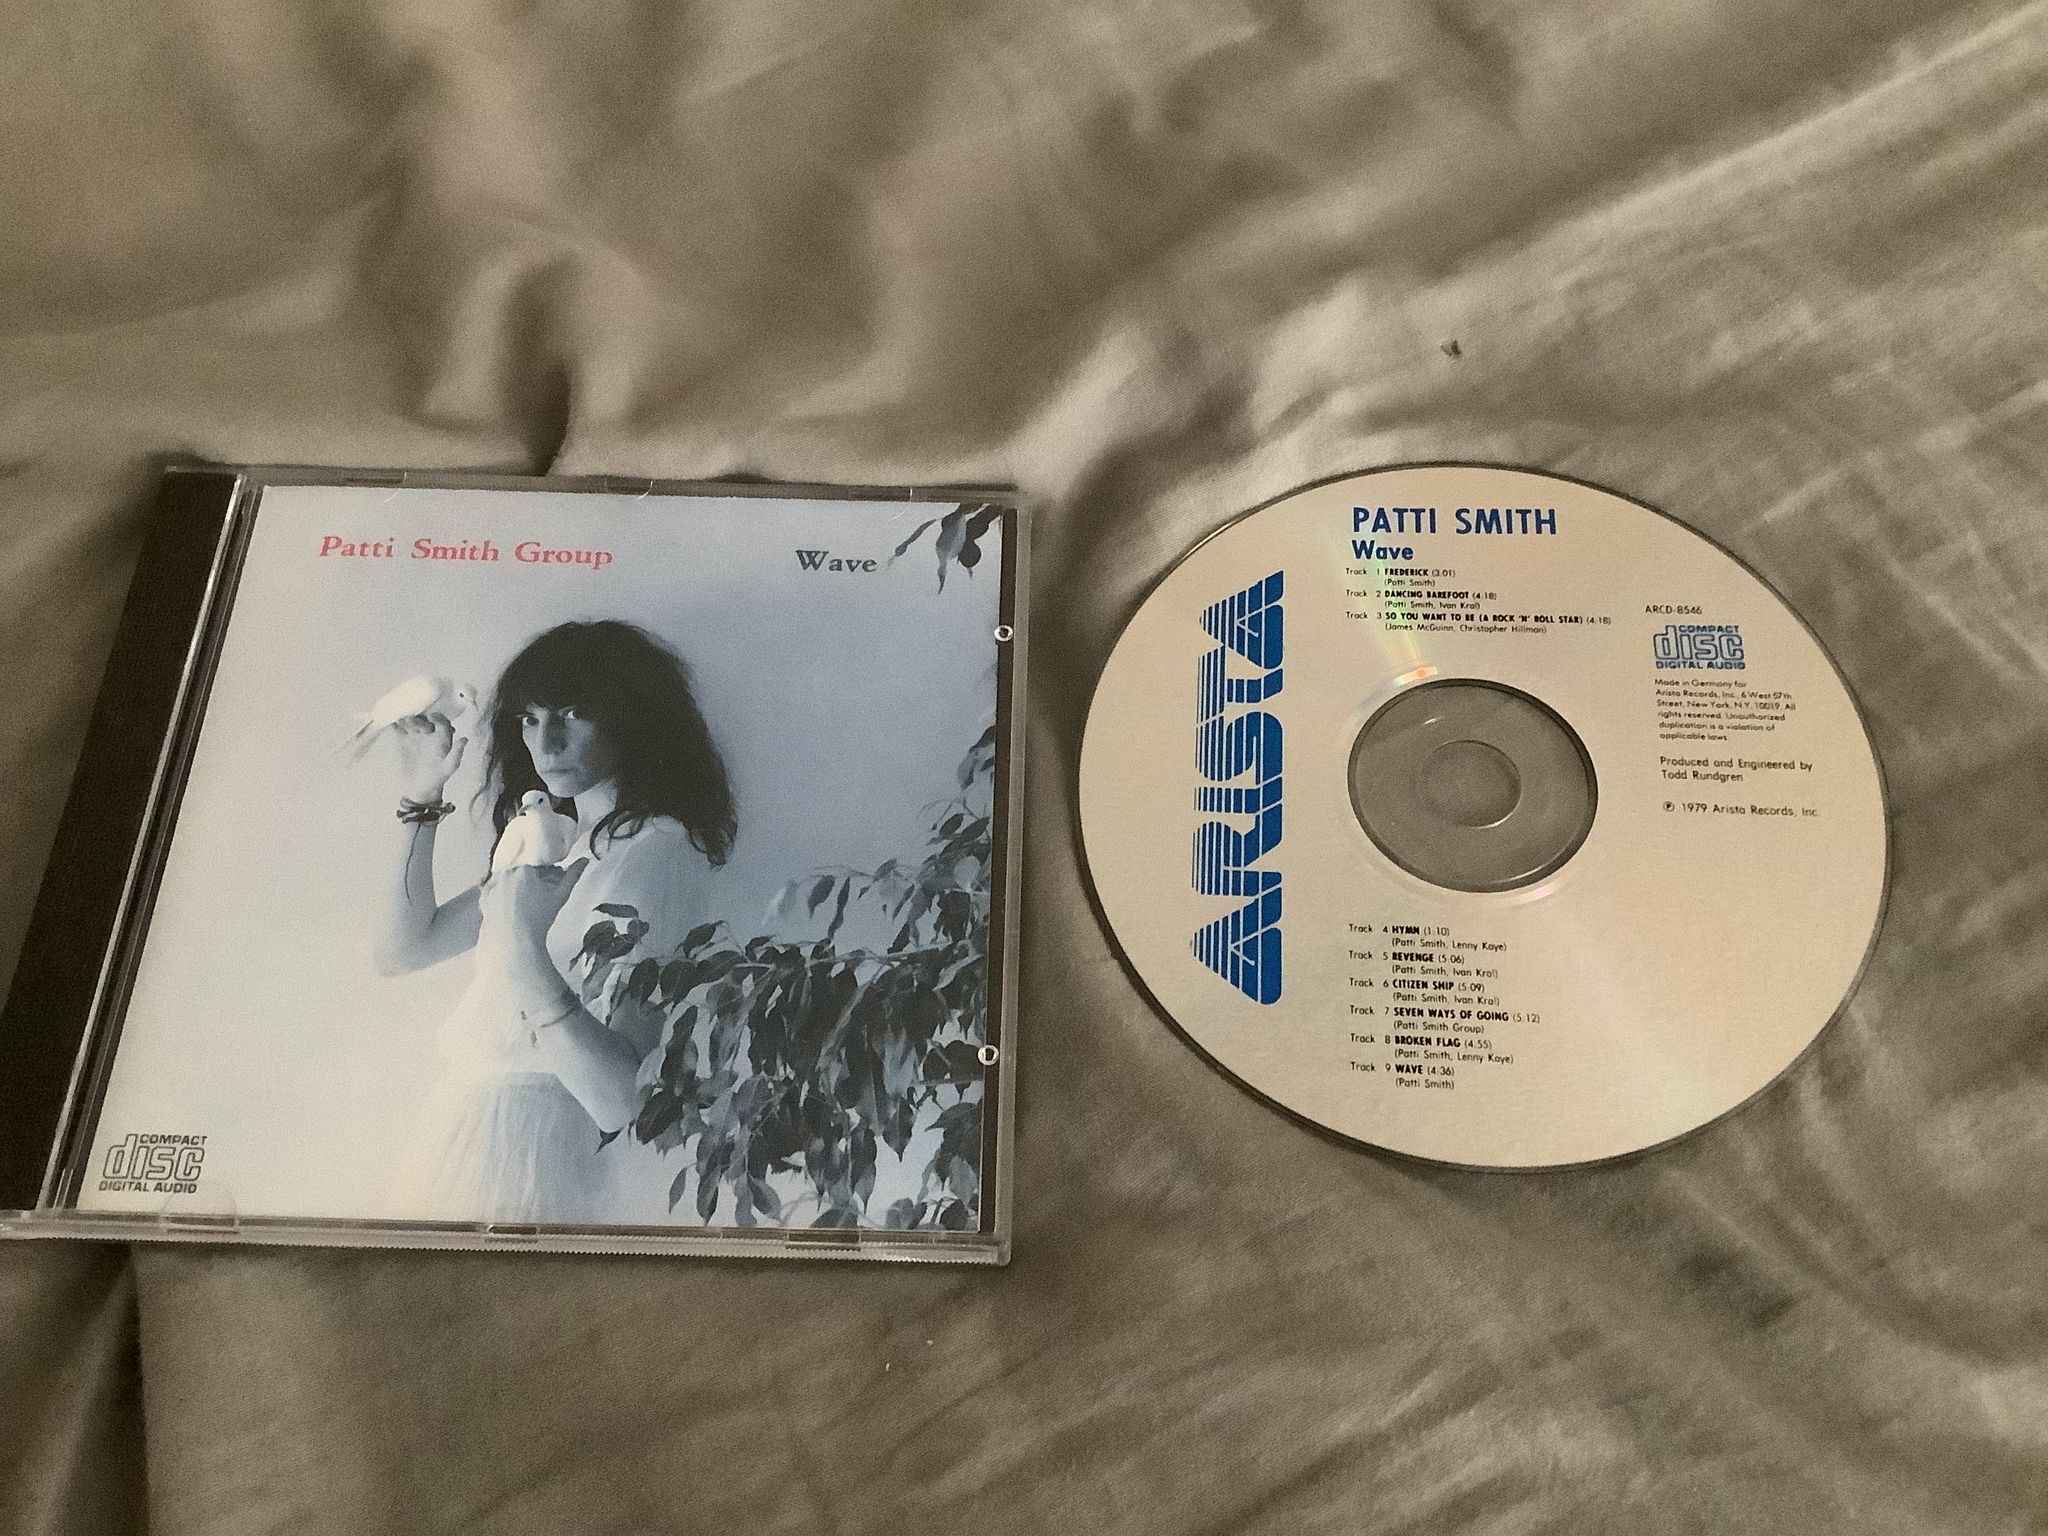 Patti Smith Group
Wave
COMPACT
disc
DIGITAL AUDIO
PATTI SMITH
Wave
Track 1 FREDERICK (3:01)
(Patti Smith)
Track 2 DANCING BAREFOOT (4:18)
(Patti Smith, Ivan Kral)
Track 3 SO YOU WANT TO BE (A ROCK 'N' ROLL STAR) (4:18)
(James McGuinn, Christopher Hillman)
ARISTA
ARCD-8546
COMPACT
disc
DIGITAL AUDIO
Made in Germany for
Arista Records, Inc., 6 West 57th
Street, New York, N.Y. 10019. All
rights reserved. Unauthorized
duplication is a violation of
applicable laws.
Produced and Engineered by
Todd Rundgren
℗ 1979 Arista Records, Inc.
Track 4 HYMN (1:10)
(Patti Smith, Lenny Kaye)
Track 5 REVENGE (5:06)
(Patti Smith, Ivan Kral)
Track 6 CITIZEN SHIP (5:09)
(Patti Smith, Ivan Kral)
Track 7 SEVEN WAYS OF GOING (5:12)
(Patti Smith Group)
Track 8 BROKEN FLAG (4:55)
(Patti Smith, Lenny Kaye)
Track 9 WAVE (4:36)
(Patti Smith)